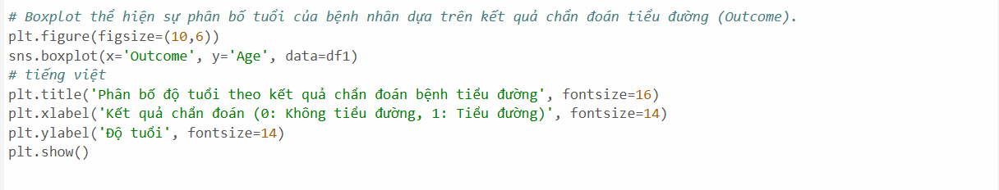 # Boxplot thể hiện sự phân bố tuổi của bệnh nhân dựa trên kết quả chẩn đoán tiểu đường (Outcome).
plt.figure(figsize=(10,6))
sns.boxplot(x='Outcome', y='Age', data=df1)
# tiếng việt
plt.title('Phân bố độ tuổi theo kết quả chẩn đoán bệnh tiểu đường', fontsize=16)
plt.xlabel('Kết quả chẩn đoán (0: Không tiểu đường, 1: Tiểu đường)', fontsize=14)
plt.ylabel('Độ tuổi', fontsize=14)
plt.show()